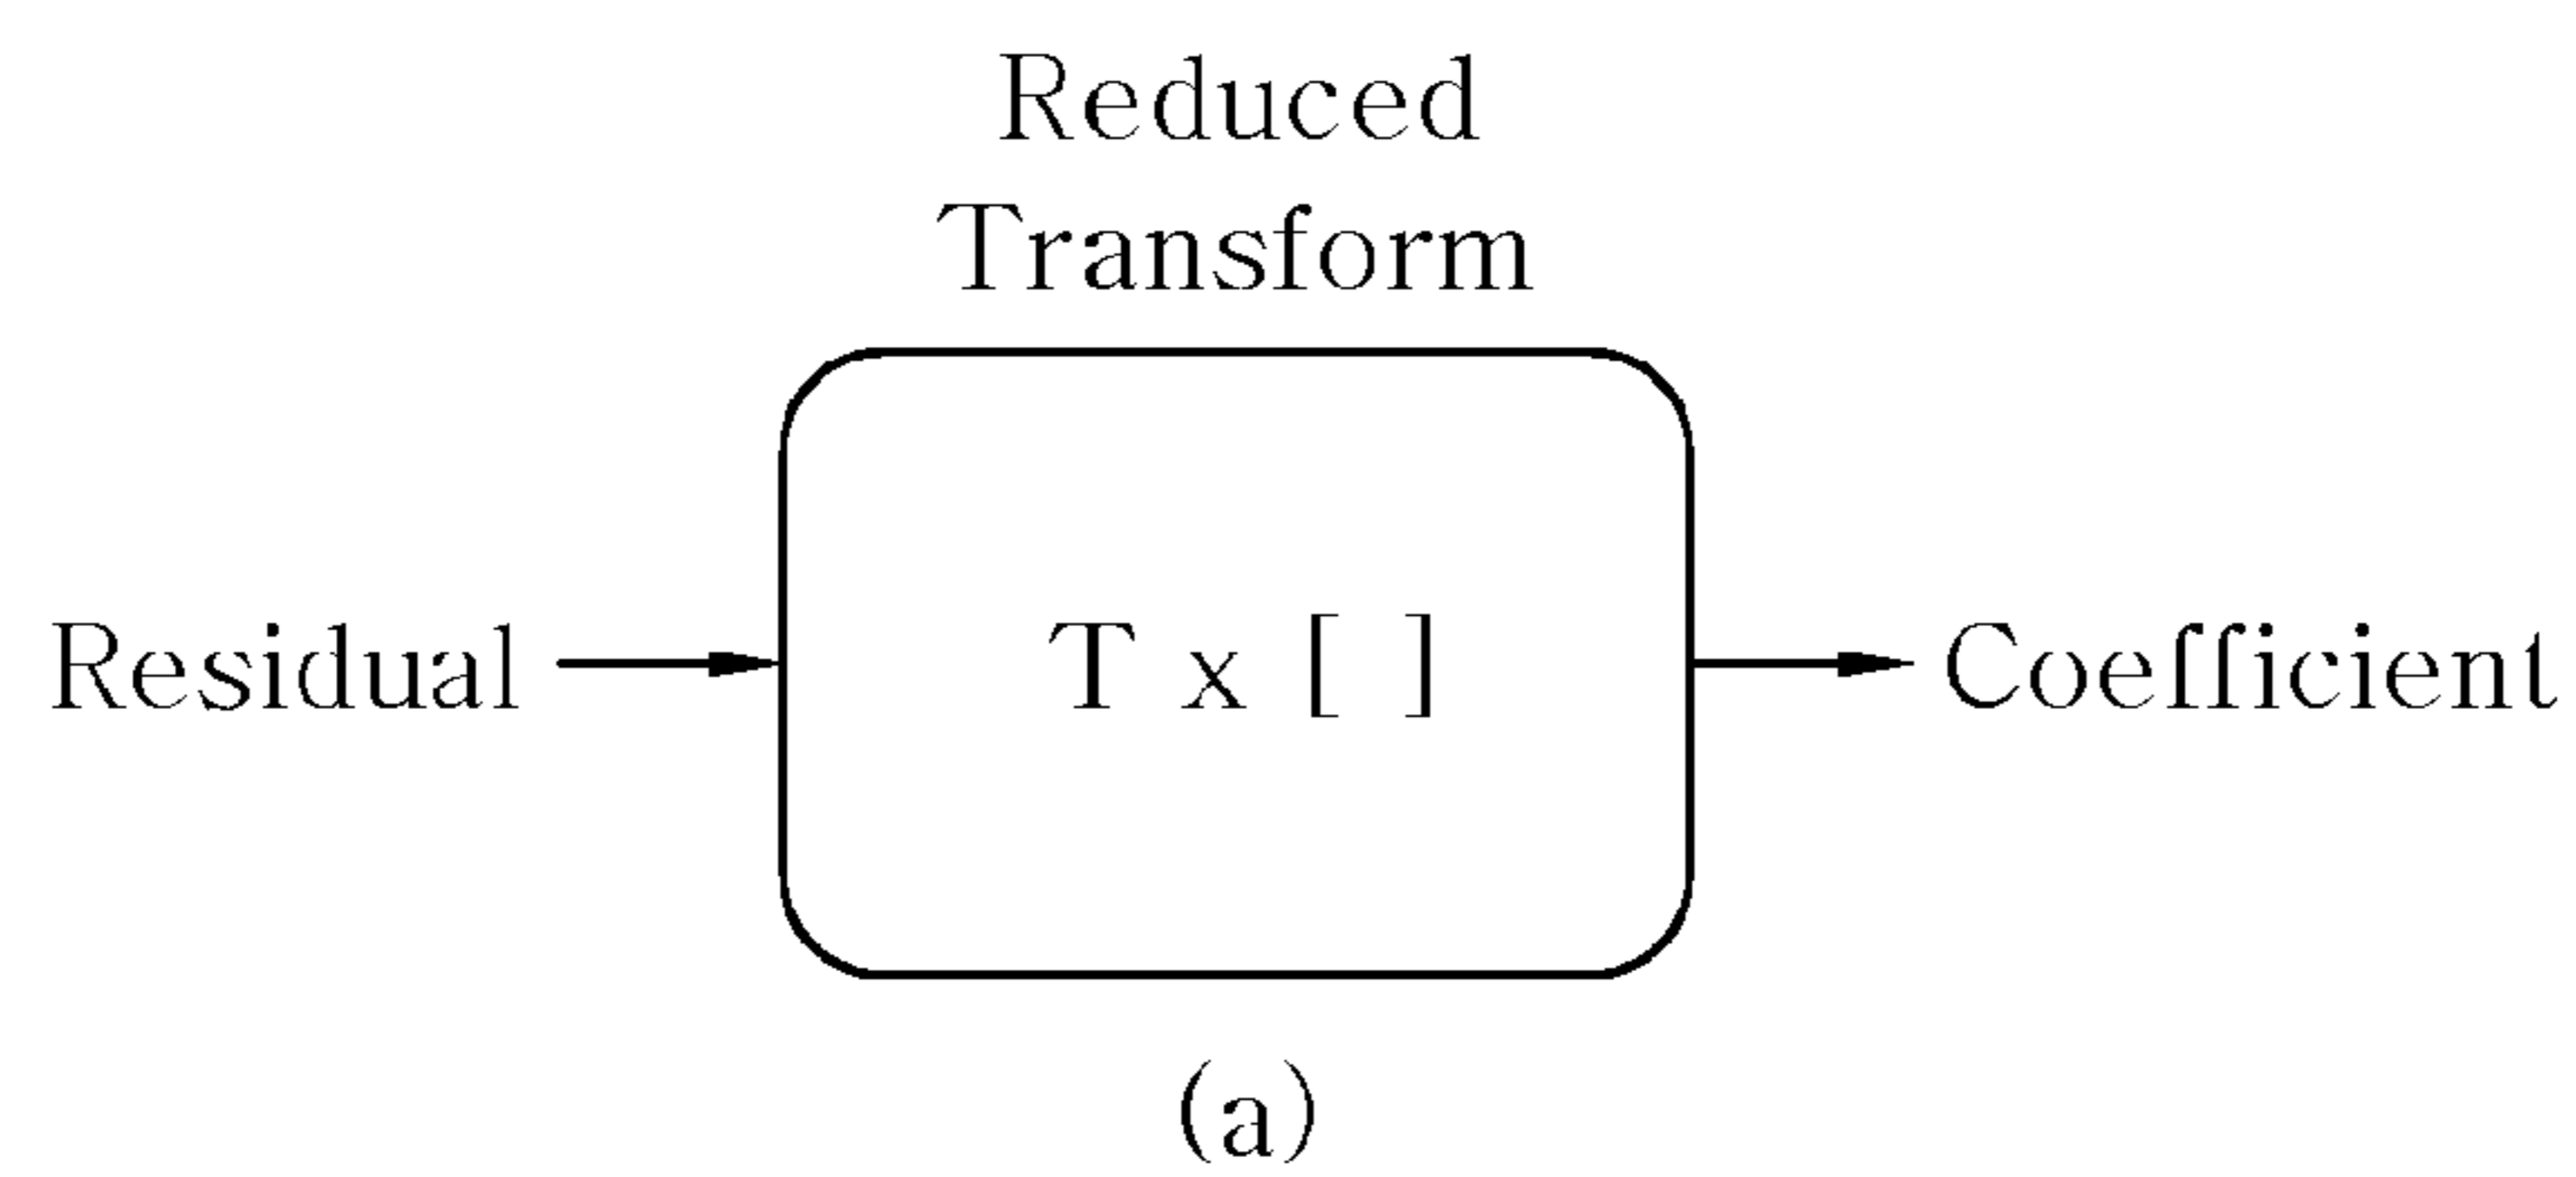 Reduced
Transform
Residual
T x [ ]
Coefficient
(a)